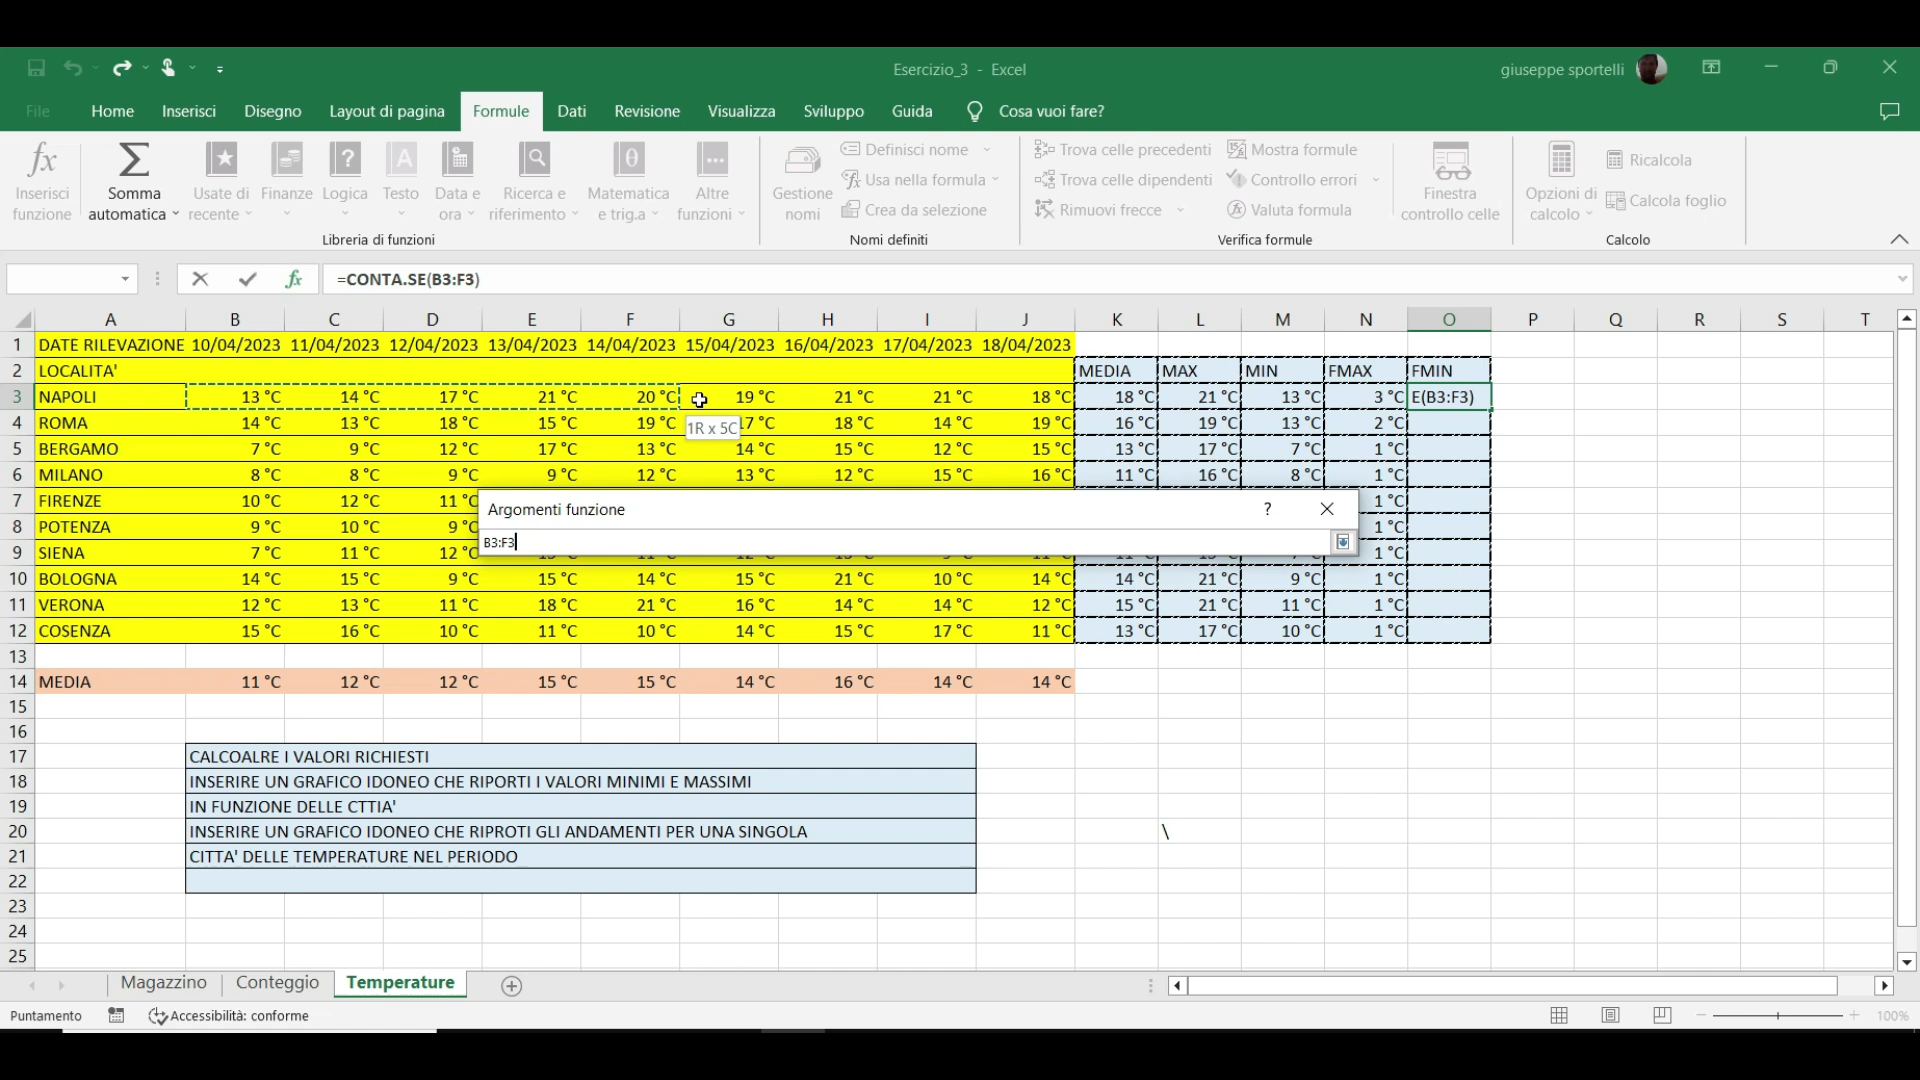 Esercizio_3 - Excel
giuseppe sportelli
File Home Inserisci Disegno Layout di pagina Formule Dati Revisione Visualizza Sviluppo Guida Cosa vuoi fare?
fx Σ ? A θ
Inserisci funzione
Somma automatica
Usate di recente
Finanze
Logica
Testo
Data e ora
Ricerca e riferimento
Matematica e trig.a
Altre funzioni
Libreria di funzioni
Gestione nomi
Definisci nome
Usa nella formula
Crea da selezione
Nomi definiti
Trova celle precedenti
Trova celle dipendenti
Rimuovi frecce
Mostra formule
Controllo errori
Valuta formula
Verifica formule
Finestra controllo celle
Opzioni di calcolo
Ricalcola
Calcola foglio
Calcolo
fx =CONTA.SE(B3:F3)
A B C D E F G H I J K L M N O P Q R S T
1 DATE RILEVAZIONE 10/04/2023 11/04/2023 12/04/2023 13/04/2023 14/04/2023 15/04/2023 16/04/2023 17/04/2023 18/04/2023
2 LOCALITA' MEDIA MAX MIN FMAX FMIN
3 NAPOLI 13 °C 14 °C 17 °C 21 °C 20 °C 19 °C 21 °C 21 °C 18 °C 18 °C 21 °C 13 °C 3 °C E(B3:F3)
4 ROMA 14 °C 13 °C 18 °C 15 °C 19 °C 17 °C 18 °C 14 °C 19 °C 16 °C 19 °C 13 °C 2 °C
1R x 5C
5 BERGAMO 7 °C 9 °C 12 °C 17 °C 13 °C 14 °C 15 °C 12 °C 15 °C 13 °C 17 °C 7 °C 1 °C
6 MILANO 8 °C 8 °C 9 °C 9 °C 12 °C 13 °C 12 °C 15 °C 16 °C 11 °C 16 °C 8 °C 1 °C
7 FIRENZE 10 °C 12 °C 11 °C 1 °C
Argomenti funzione ?
8 POTENZA 9 °C 10 °C 9 °C 1 °C
B3:F3
9 SIENA 7 °C 11 °C 12 °C 1 °C
10 BOLOGNA 14 °C 15 °C 9 °C 15 °C 14 °C 15 °C 21 °C 10 °C 14 °C 14 °C 21 °C 9 °C 1 °C
11 VERONA 12 °C 13 °C 11 °C 18 °C 21 °C 16 °C 14 °C 14 °C 12 °C 15 °C 21 °C 11 °C 1 °C
12 COSENZA 15 °C 16 °C 10 °C 11 °C 10 °C 14 °C 15 °C 17 °C 11 °C 13 °C 17 °C 10 °C 1 °C
13
14 MEDIA 11 °C 12 °C 12 °C 15 °C 15 °C 14 °C 16 °C 14 °C 14 °C
15
16
17 CALCOALRE I VALORI RICHIESTI
18 INSERIRE UN GRAFICO IDONEO CHE RIPORTI I VALORI MINIMI E MASSIMI
19 IN FUNZIONE DELLE CTTIA'
20 INSERIRE UN GRAFICO IDONEO CHE RIPROTI GLI ANDAMENTI PER UNA SINGOLA \
21 CITTA' DELLE TEMPERATURE NEL PERIODO
22
23
24
25
Magazzino Conteggio Temperature
Puntamento Accessibilità: conforme 100%